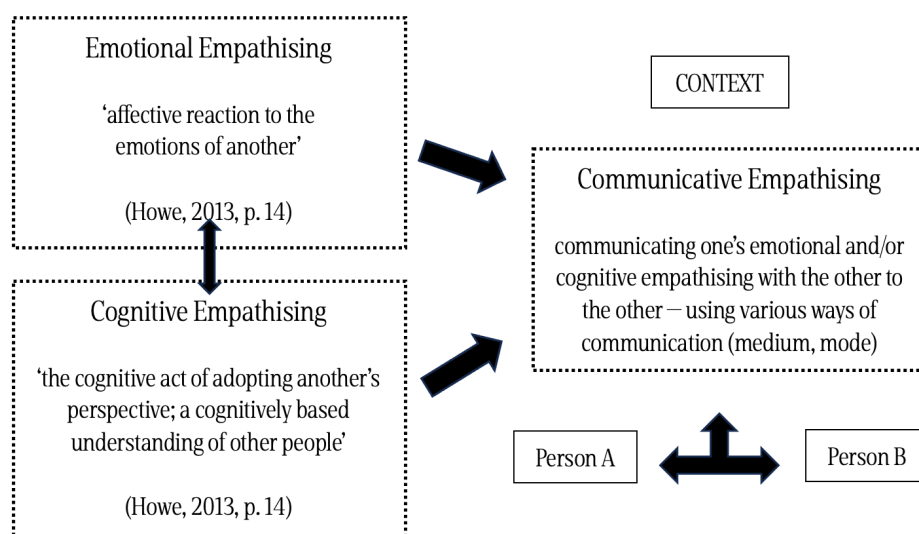 Emotional Empathising
‘affective reaction to the
emotions of another’
(Howe, 2013, p. 14)
Cognitive Empathising
‘the cognitive act of adopting another’s
perspective; a cognitively based
understanding of other people’
(Howe, 2013, p. 14)
CONTEXT
Communicative Empathising
communicating one’s emotional and/or
cognitive empathising with the other to
the other – using various ways of
communication (medium, mode)
Person A
Person B